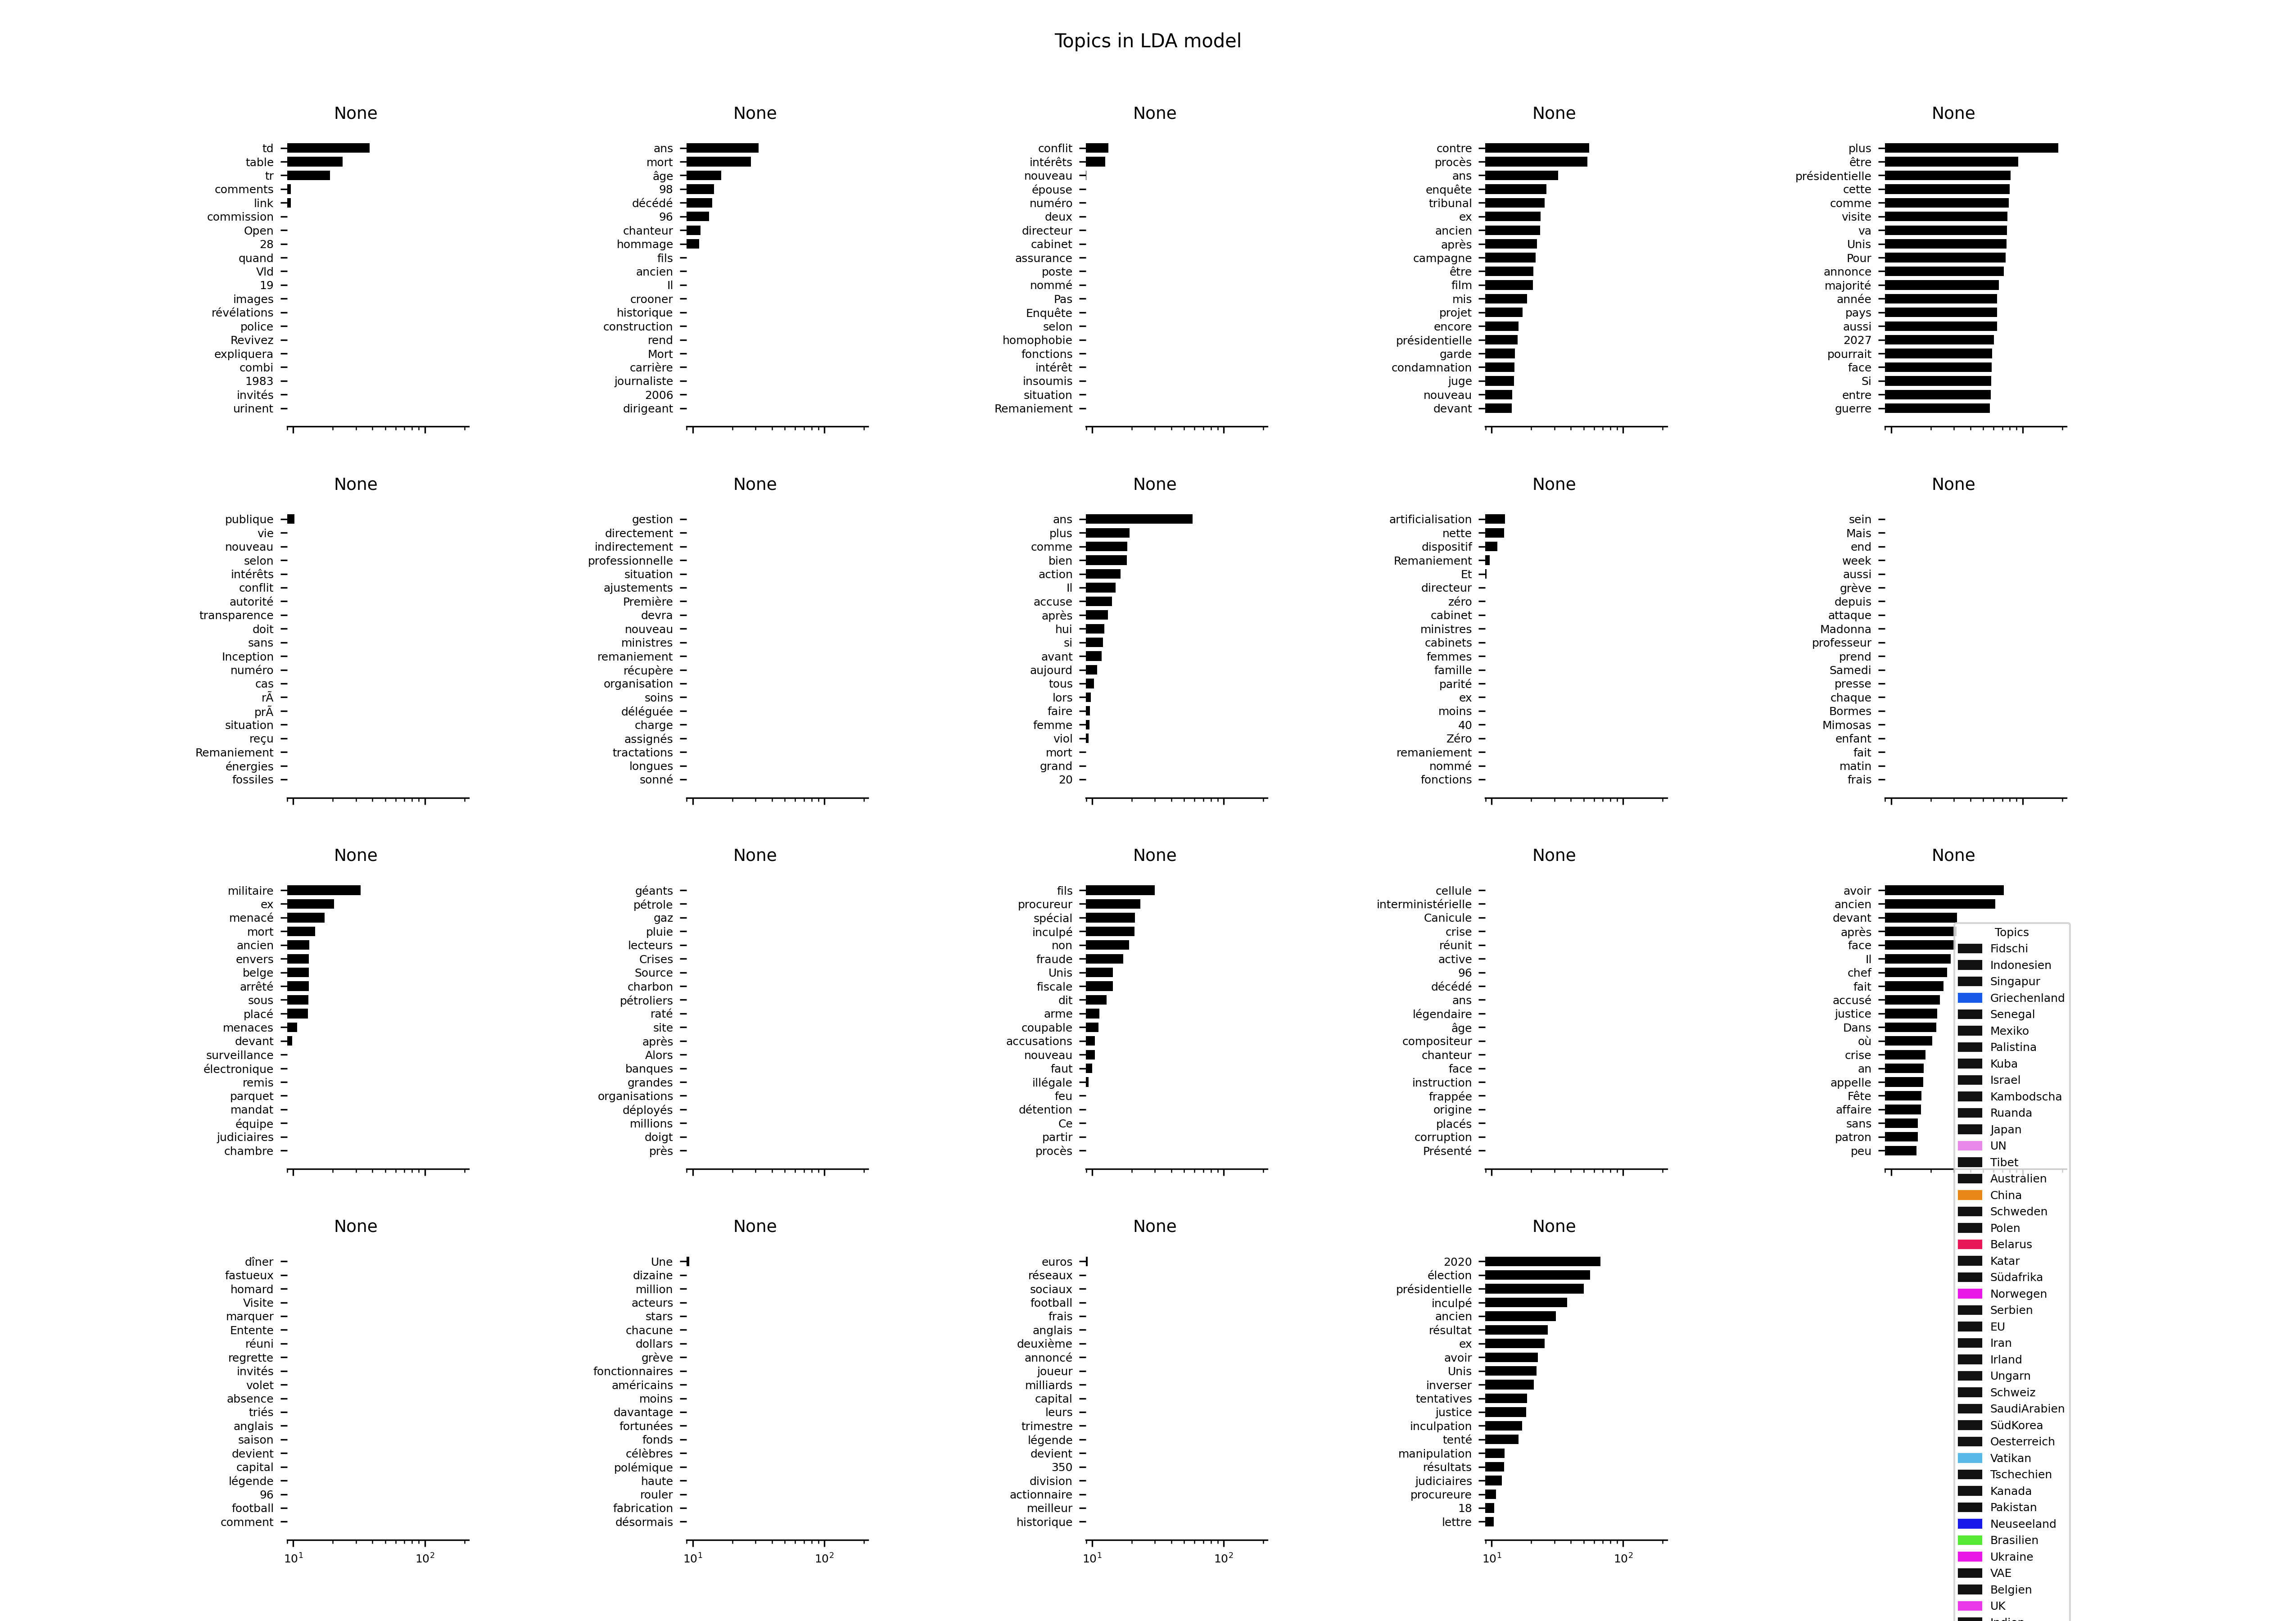 Topics in LDA model
None
td
table
tr
comments
link
commission
Open
28
quand
Vld
19
images
révélations
police
Revivez
expliquera
combi
1983
invités
urinent
None
ans
mort
âge
98
décédé
96
chanteur
hommage
fils
ancien
Il
crooner
historique
construction
rend
Mort
carrière
journaliste
2006
dirigeant
None
conflit
intérêts
nouveau
épouse
numéro
deux
directeur
cabinet
assurance
poste
nommé
Pas
Enquête
selon
homophobie
fonctions
intérêt
insoumis
situation
Remaniement
None
contre
procès
ans
enquête
tribunal
ex
ancien
après
campagne
être
film
mis
projet
encore
présidentielle
garde
condamnation
juge
nouveau
devant
None
plus
être
présidentielle
cette
comme
visite
va
Unis
Pour
annonce
majorité
année
pays
aussi
2027
pourrait
face
Si
entre
guerre
None
publique
vie
nouveau
selon
intérêts
conflit
autorité
transparence
doit
sans
Inception
numéro
cas
rÃ
prÃ
situation
reçu
Remaniement
énergies
fossiles
None
gestion
directement
indirectement
professionnelle
situation
ajustements
Première
devra
nouveau
ministres
remaniement
récupère
organisation
soins
déléguée
charge
assignés
tractations
longues
sonné
None
ans
plus
comme
bien
action
Il
accuse
après
hui
si
avant
aujourd
tous
lors
faire
femme
viol
mort
grand
20
None
artificialisation
nette
dispositif
Remaniement
Et
directeur
zéro
cabinet
ministres
cabinets
femmes
famille
parité
ex
moins
40
Zéro
remaniement
nommé
fonctions
None
sein
Mais
end
week
aussi
grève
depuis
attaque
Madonna
professeur
prend
Samedi
presse
chaque
Bormes
Mimosas
enfant
fait
matin
frais
None
militaire
ex
menacé
mort
ancien
envers
belge
arrêté
sous
placé
menaces
devant
surveillance
électronique
remis
parquet
mandat
équipe
judiciaires
chambre
None
géants
pétrole
gaz
pluie
lecteurs
Crises
Source
charbon
pétroliers
raté
site
après
Alors
banques
grandes
organisations
déployés
millions
doigt
près
None
fils
procureur
spécial
inculpé
non
fraude
Unis
fiscale
dit
arme
coupable
accusations
nouveau
faut
illégale
feu
détention
Ce
partir
procès
None
cellule
interministérielle
Canicule
crise
réunit
active
96
décédé
ans
légendaire
âge
compositeur
chanteur
face
instruction
frappée
origine
placés
corruption
Présenté
None
avoir
ancien
devant
après
face
Il
chef
fait
accusé
justice
Dans
où
crise
an
appelle
Fête
affaire
sans
patron
peu
None
dîner
fastueux
homard
Visite
marquer
Entente
réuni
regrette
invités
volet
absence
triés
anglais
saison
devient
capital
légende
96
football
comment
10¹
10²
None
Une
dizaine
million
acteurs
stars
chacune
dollars
grève
fonctionnaires
américains
moins
davantage
fortunées
fonds
célèbres
polémique
haute
rouler
fabrication
désormais
10¹
10²
None
euros
réseaux
sociaux
football
frais
anglais
deuxième
annoncé
joueur
milliards
capital
leurs
trimestre
légende
devient
350
division
actionnaire
meilleur
historique
10¹
10²
None
2020
élection
présidentielle
inculpé
ancien
résultat
ex
avoir
Unis
inverser
tentatives
justice
inculpation
tenté
manipulation
résultats
judiciaires
procureure
18
lettre
10¹
10²
Topics
Fidschi
Indonesien
Singapur
Griechenland
Senegal
Mexiko
Palistina
Kuba
Israel
Kambodscha
Ruanda
Japan
UN
Tibet
Australien
China
Schweden
Polen
Belarus
Katar
Südafrika
Norwegen
Serbien
EU
Iran
Irland
Ungarn
Schweiz
SaudiArabien
SüdKorea
Oesterreich
Vatikan
Tschechien
Kanada
Pakistan
Neuseeland
Brasilien
Ukraine
VAE
Belgien
UK